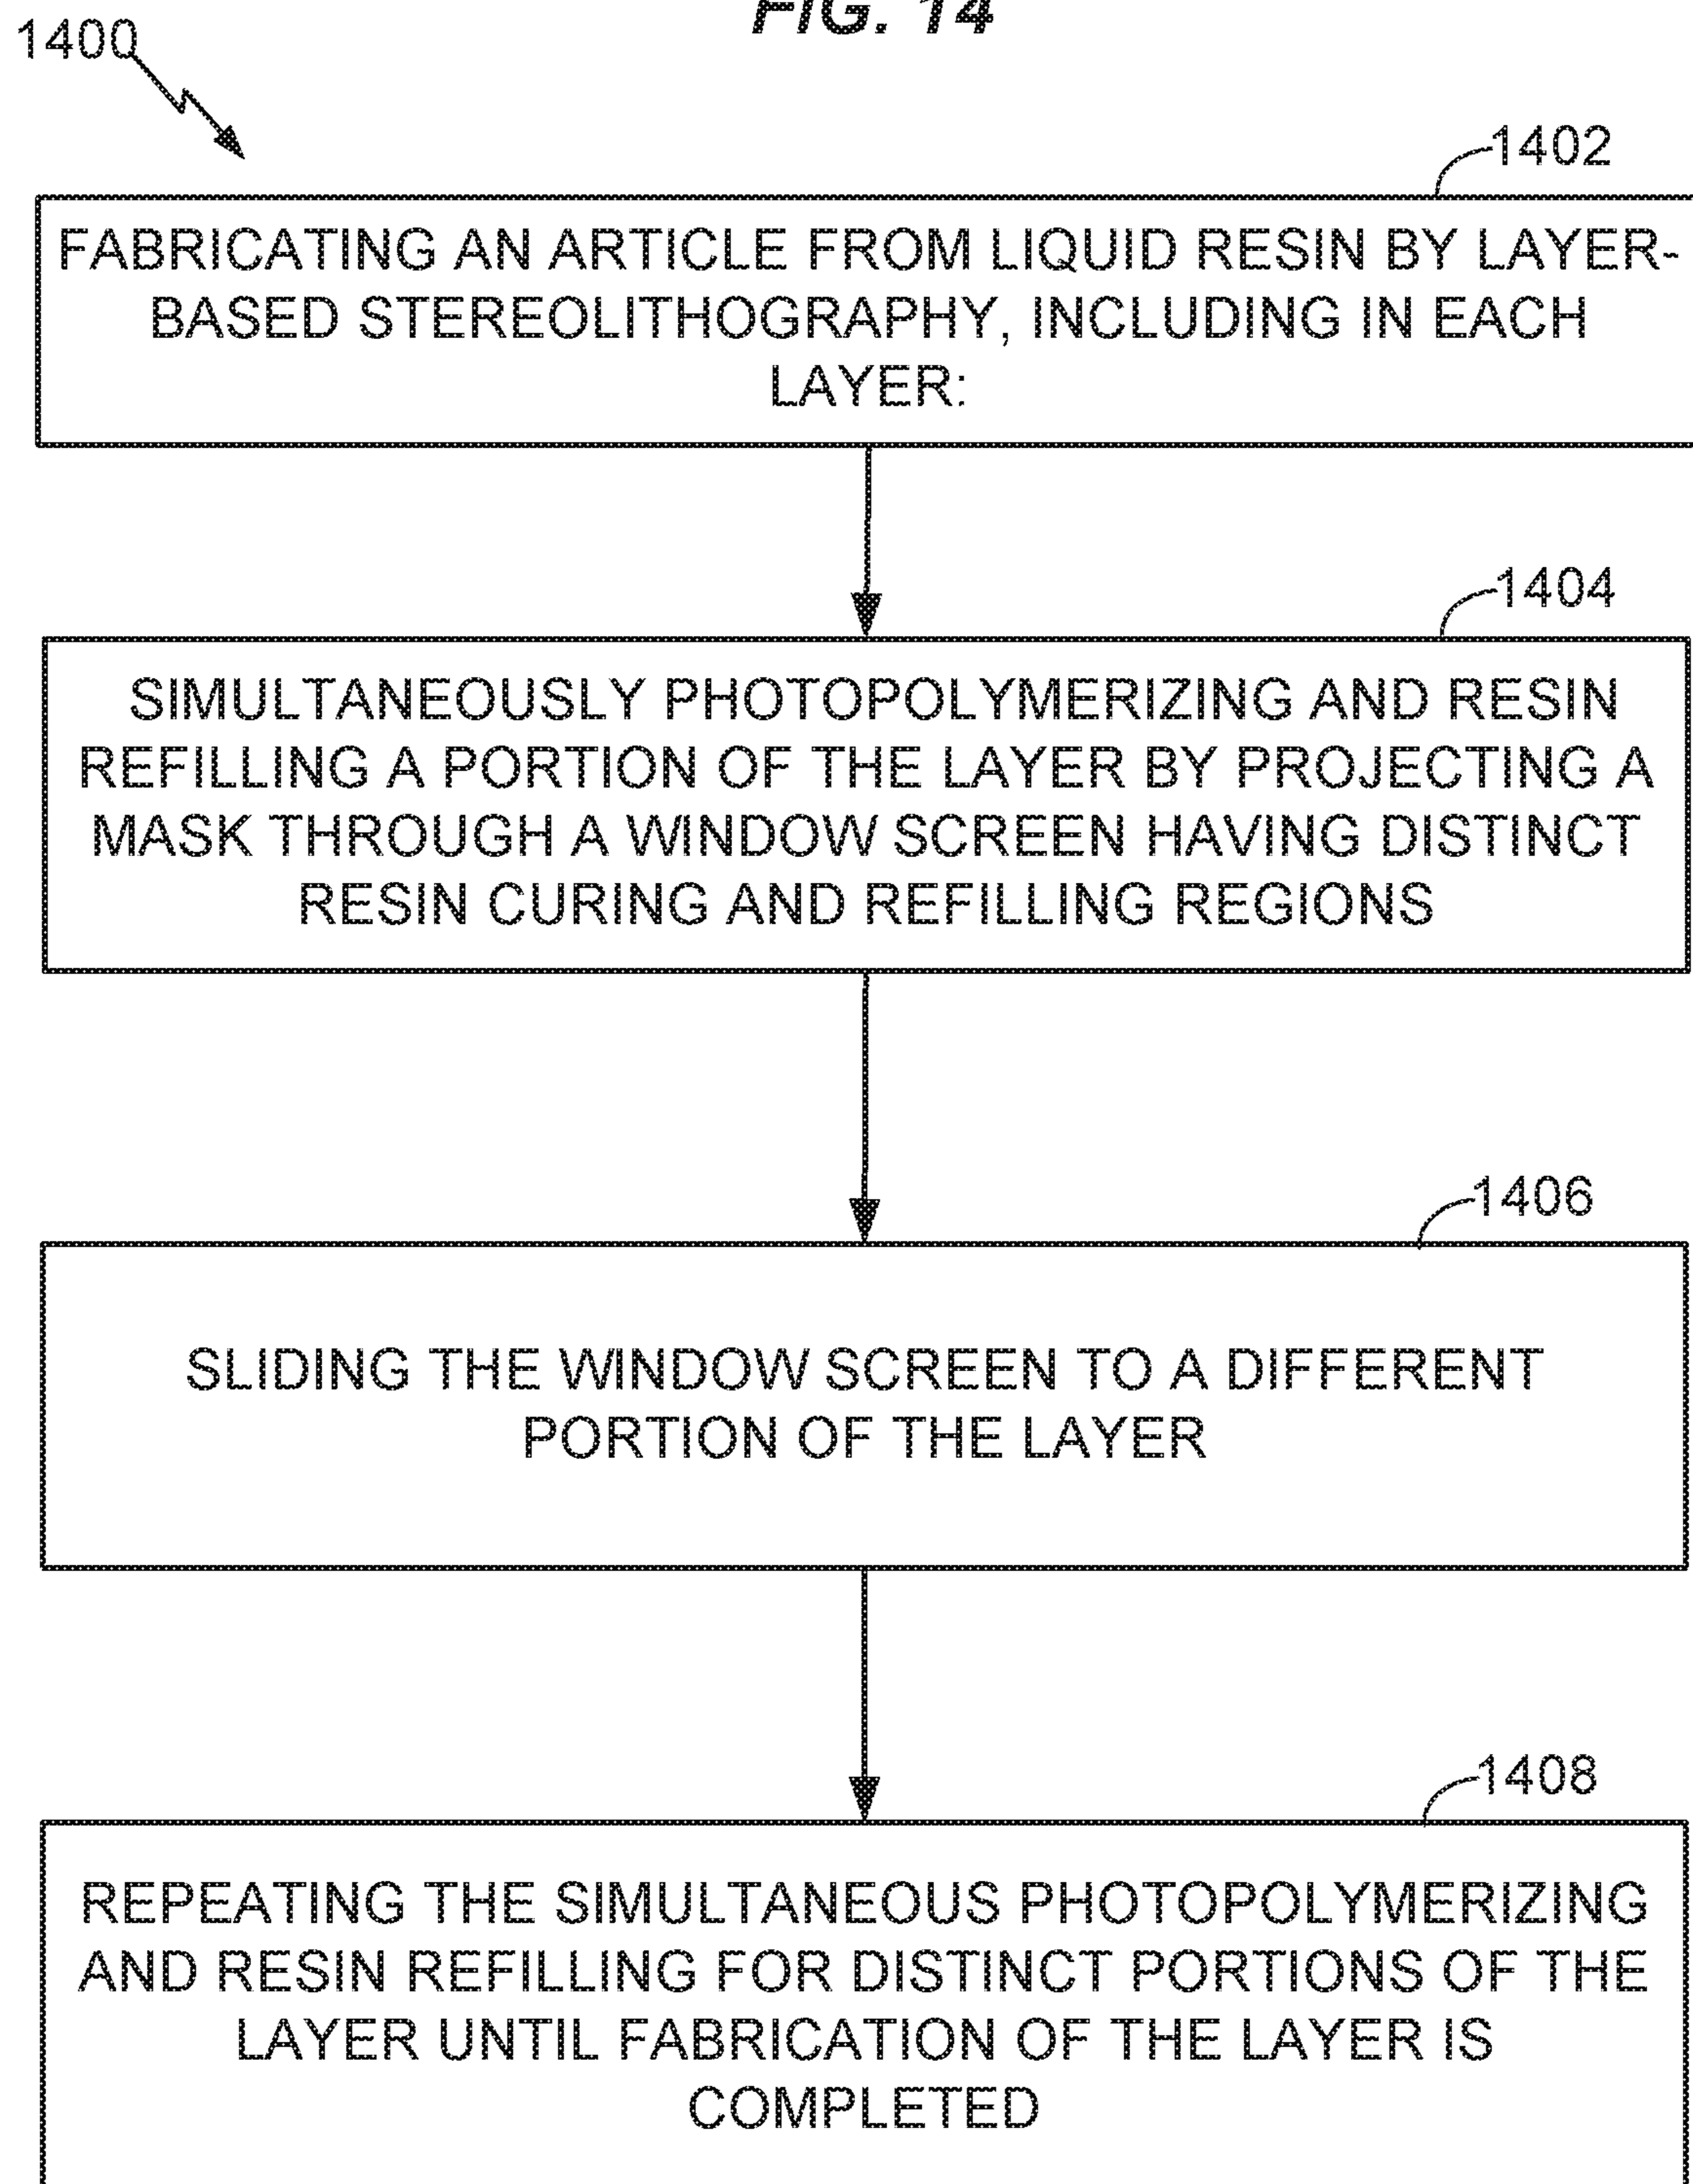 FIG. 14
1400
1402
FABRICATING AN ARTICLE FROM LIQUID RESIN BY LAYER-
BASED STEREOLITHOGRAPHY, INCLUDING IN EACH
LAYER:
1404
SIMULTANEOUSLY PHOTOPOLYMERIZING AND RESIN
REFILLING A PORTION OF THE LAYER BY PROJECTING A
MASK THROUGH A WINDOW SCREEN HAVING DISTINCT
RESIN CURING AND REFILLING REGIONS
1406
SLIDING THE WINDOW SCREEN TO A DIFFERENT
PORTION OF THE LAYER
1408
REPEATING THE SIMULTANEOUS PHOTOPOLYMERIZING
AND RESIN REFILLING FOR DISTINCT PORTIONS OF THE
LAYER UNTIL FABRICATION OF THE LAYER IS
COMPLETED